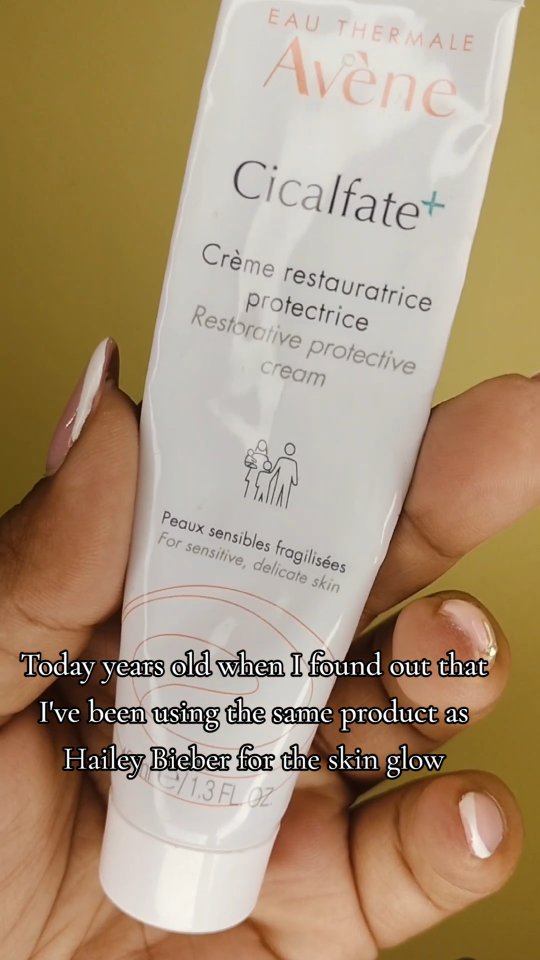 EAU THERMALE
Avène
Cicalfate+
Crème restauratrice
protectrice
Restorative protective
cream
Peaux sensibles fragilisées
For sensitive, delicate skin
Today years old when I found out that
I've been using the same product as
Hailey Bieber for the skin glow
e/1.3 FL.OZ